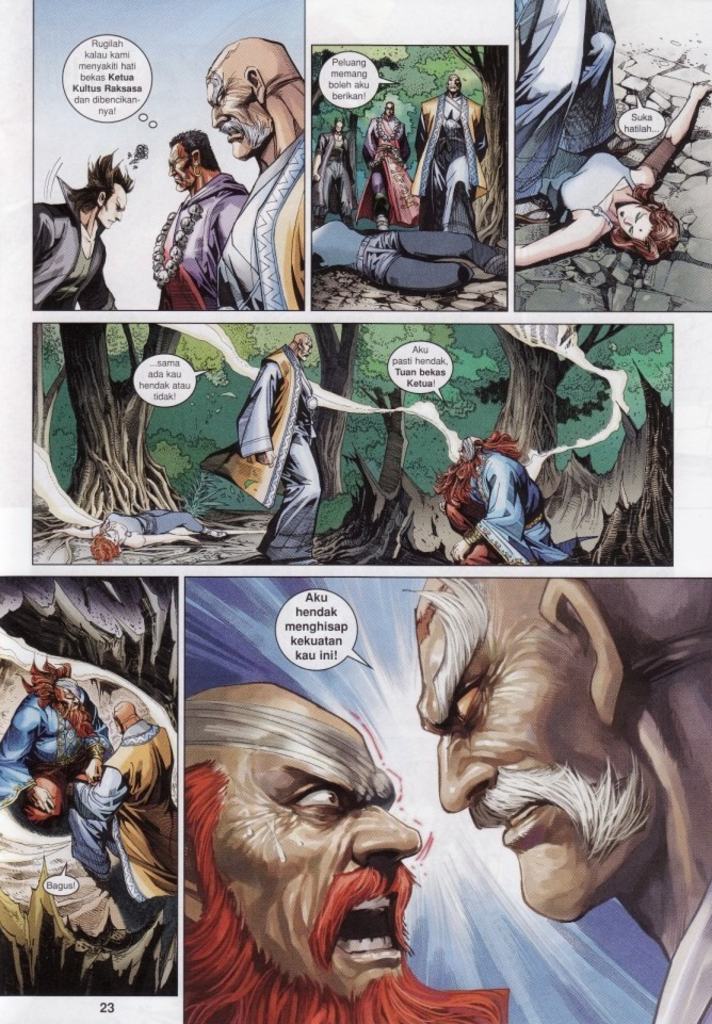 Rugilah
kalau kami
menyakiti hati
bekas Ketua
Kultus Raksasa
dan dibencikan-
nya!
Peluang
memang
boleh aku
berikan!
Suka
hatilah...
...sama
ada kau
hendak atau
tidak!
Aku
pasti hendak,
Tuan bekas
Ketua!
Bagus!
Aku
hendak
menghisap
kekuatan
kau ini!
23